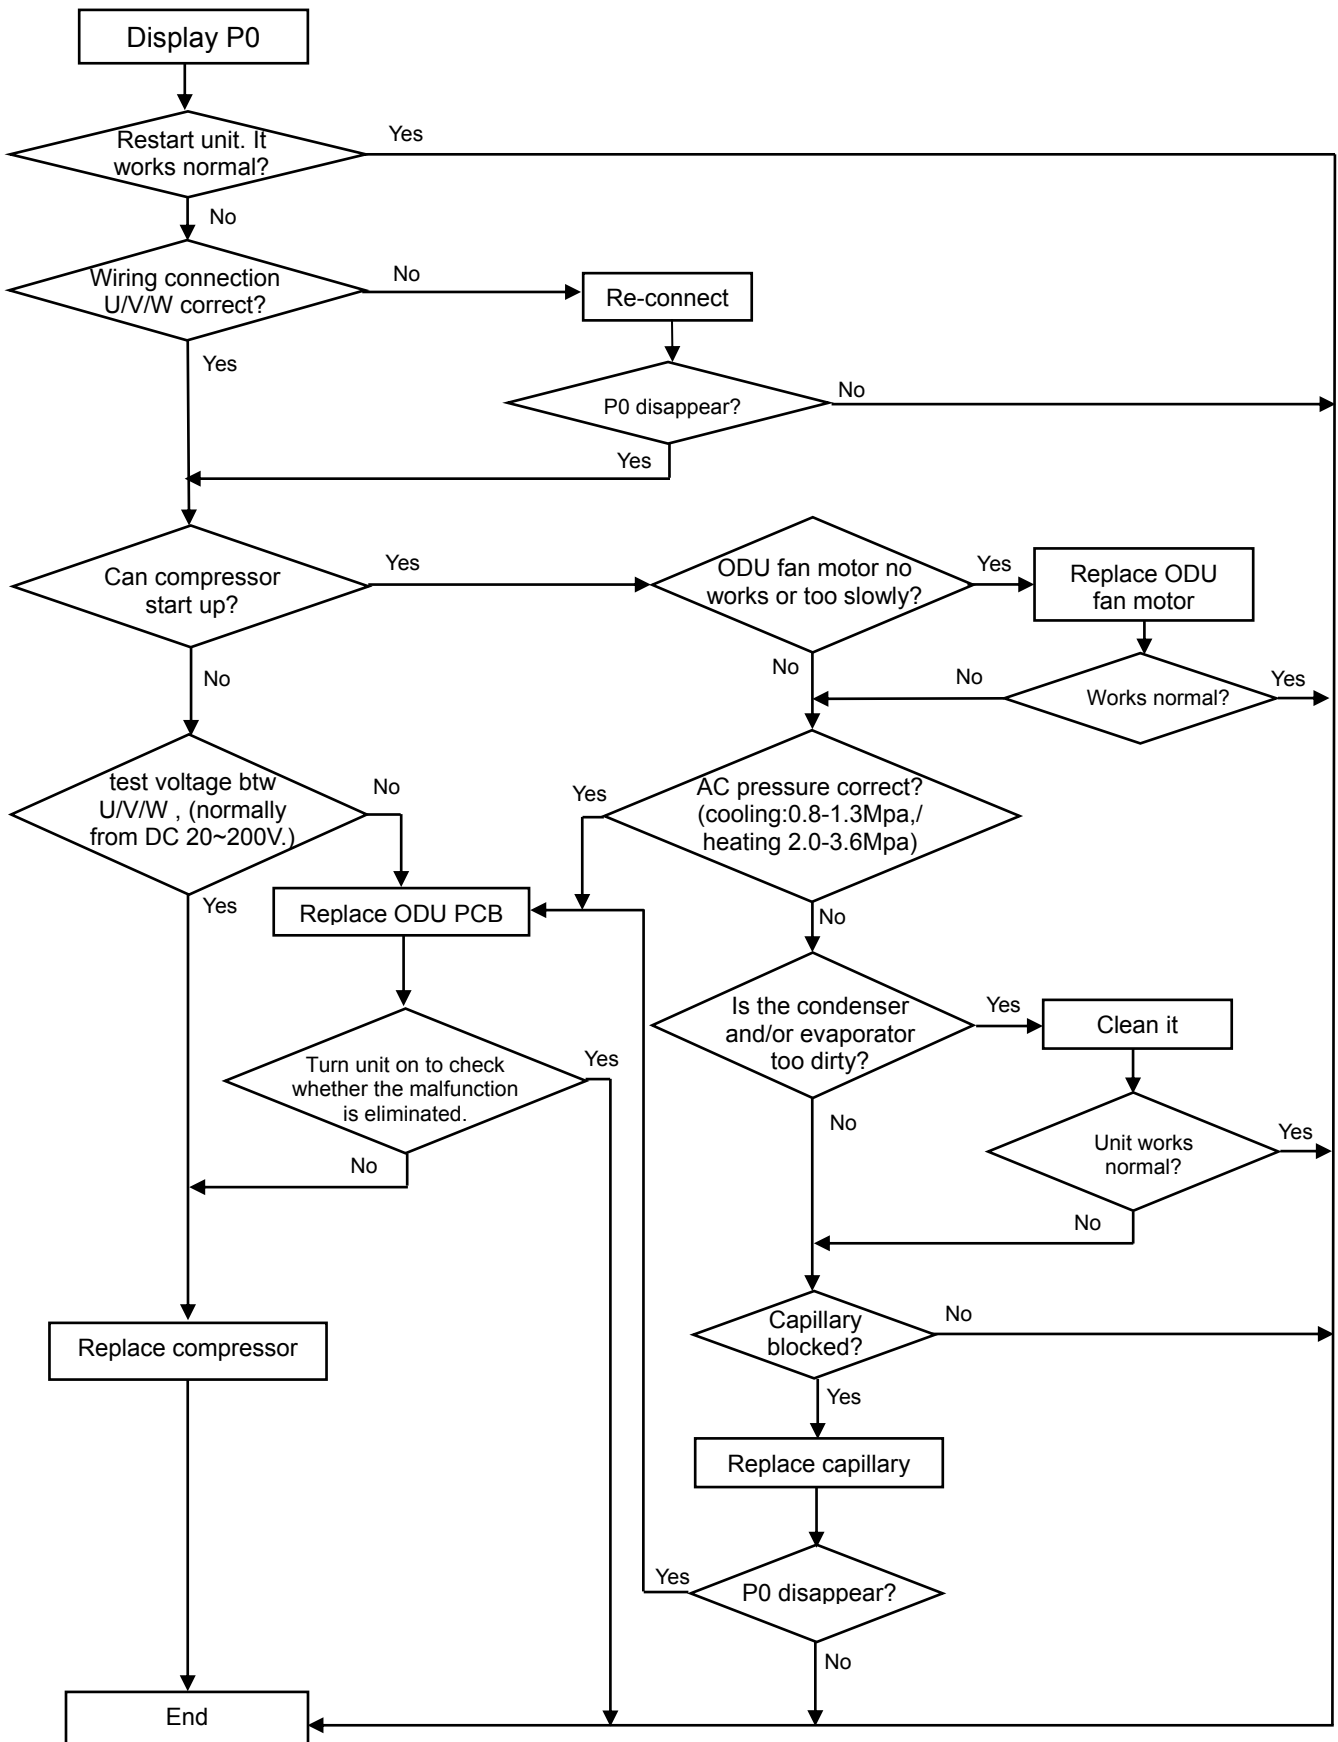 Display P0
Restart unit. It
works normal?
Yes
No
Wiring connection
U/V/W correct?
No
Re-connect
Yes
P0 disappear?
No
Yes
Can compressor
start up?
Yes
ODU fan motor no
works or too slowly?
Yes
Replace ODU
fan motor
No
No
No
Works normal?
Yes
test voltage btw
U/V/W , (normally
from DC 20~200V.)
No
Yes
AC pressure correct?
(cooling:0.8-1.3Mpa,/
heating 2.0-3.6Mpa)
Yes
Replace ODU PCB
No
Is the condenser
and/or evaporator
too dirty?
Yes
Clean it
Turn unit on to check
whether the malfunction
is eliminated.
Yes
No
No
Unit works
normal?
Yes
No
Capillary
blocked?
No
Replace compressor
Yes
Replace capillary
Yes
P0 disappear?
No
End